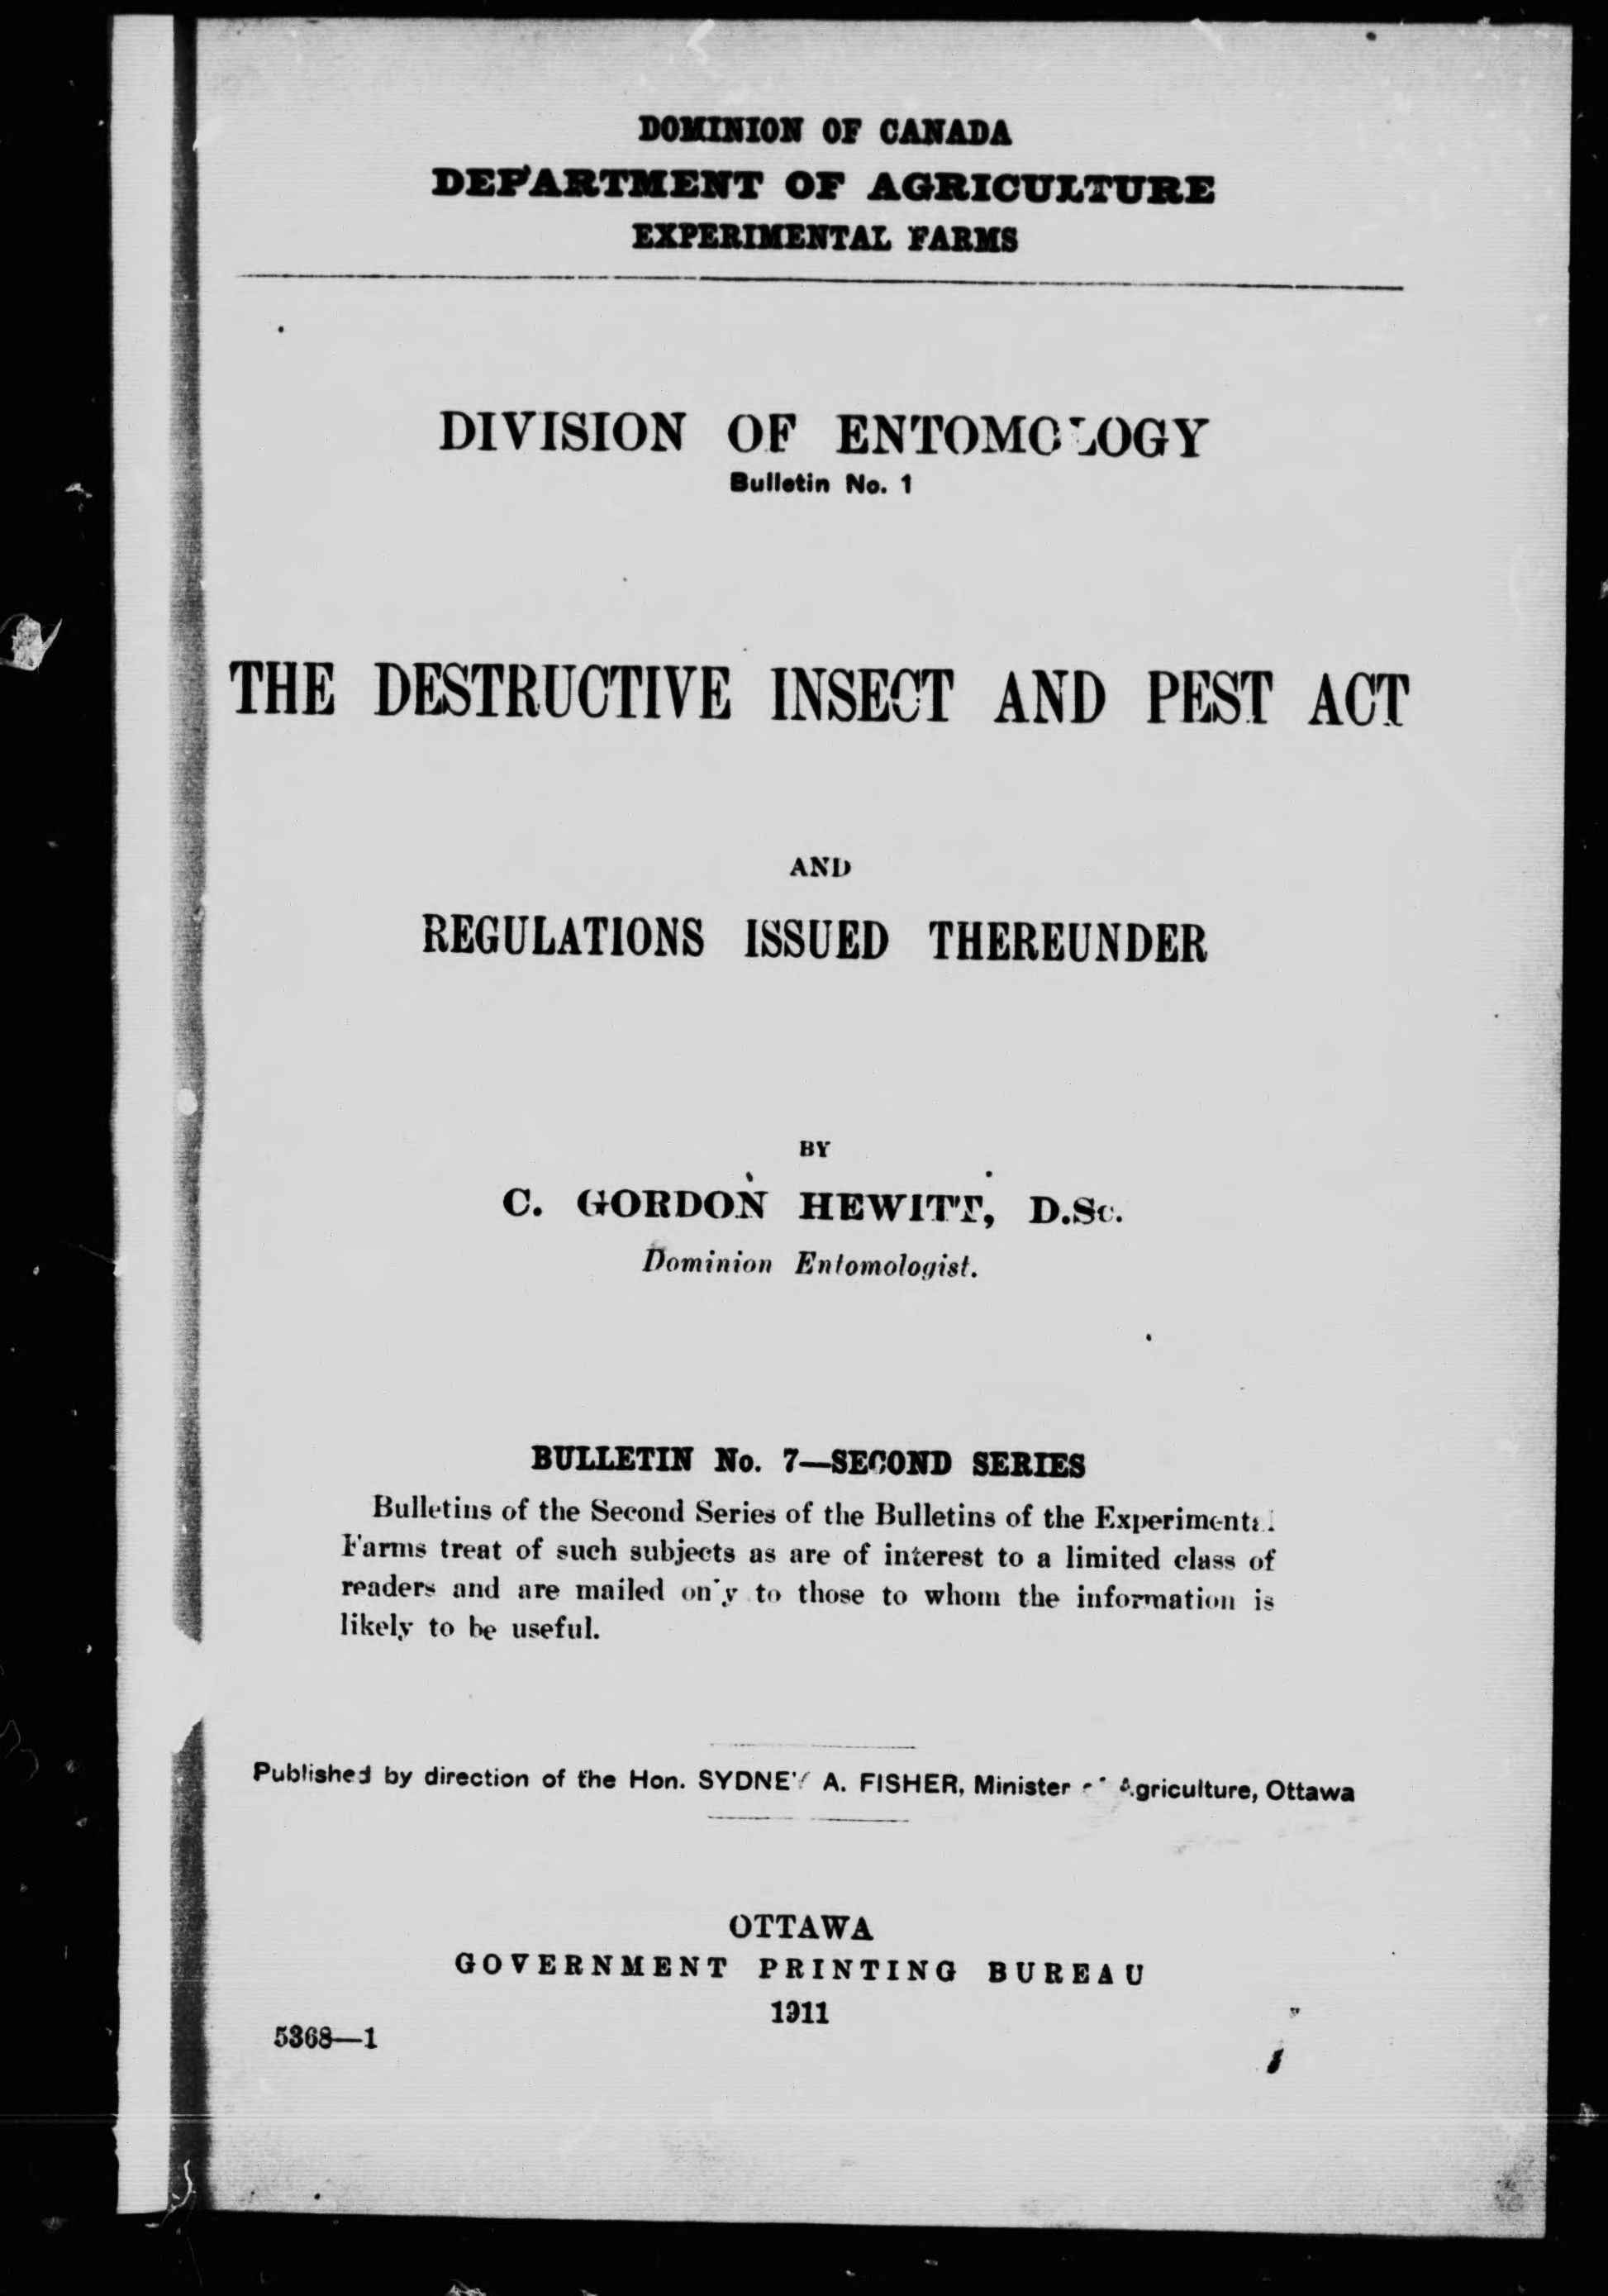 DOMINION OF CANADA
DEPARTMENT OF AGRICULTURE
EXPERIMENTAL FARMS
DIVISION OF ENTOMOLOGY
Bulletin No. 1
THE DESTRUCTIVE INSECT AND PEST ACT
AND
REGULATIONS ISSUED THEREUNDER
BY
C. GORDON HEWITT, D.Sc.
Dominion Entomologist.
BULLETIN No. 7—SECOND SERIES
Bulletins of the Second Series of the Bulletins of the Experimental
Farms treat of such subjects as are of interest to a limited class of
readers and are mailed only to those to whom the information is
likely to be useful.
Published by direction of the Hon. SYDNEY A. FISHER, Minister of Agriculture, Ottawa
OTTAWA
GOVERNMENT PRINTING BUREAU
1911
5368—1